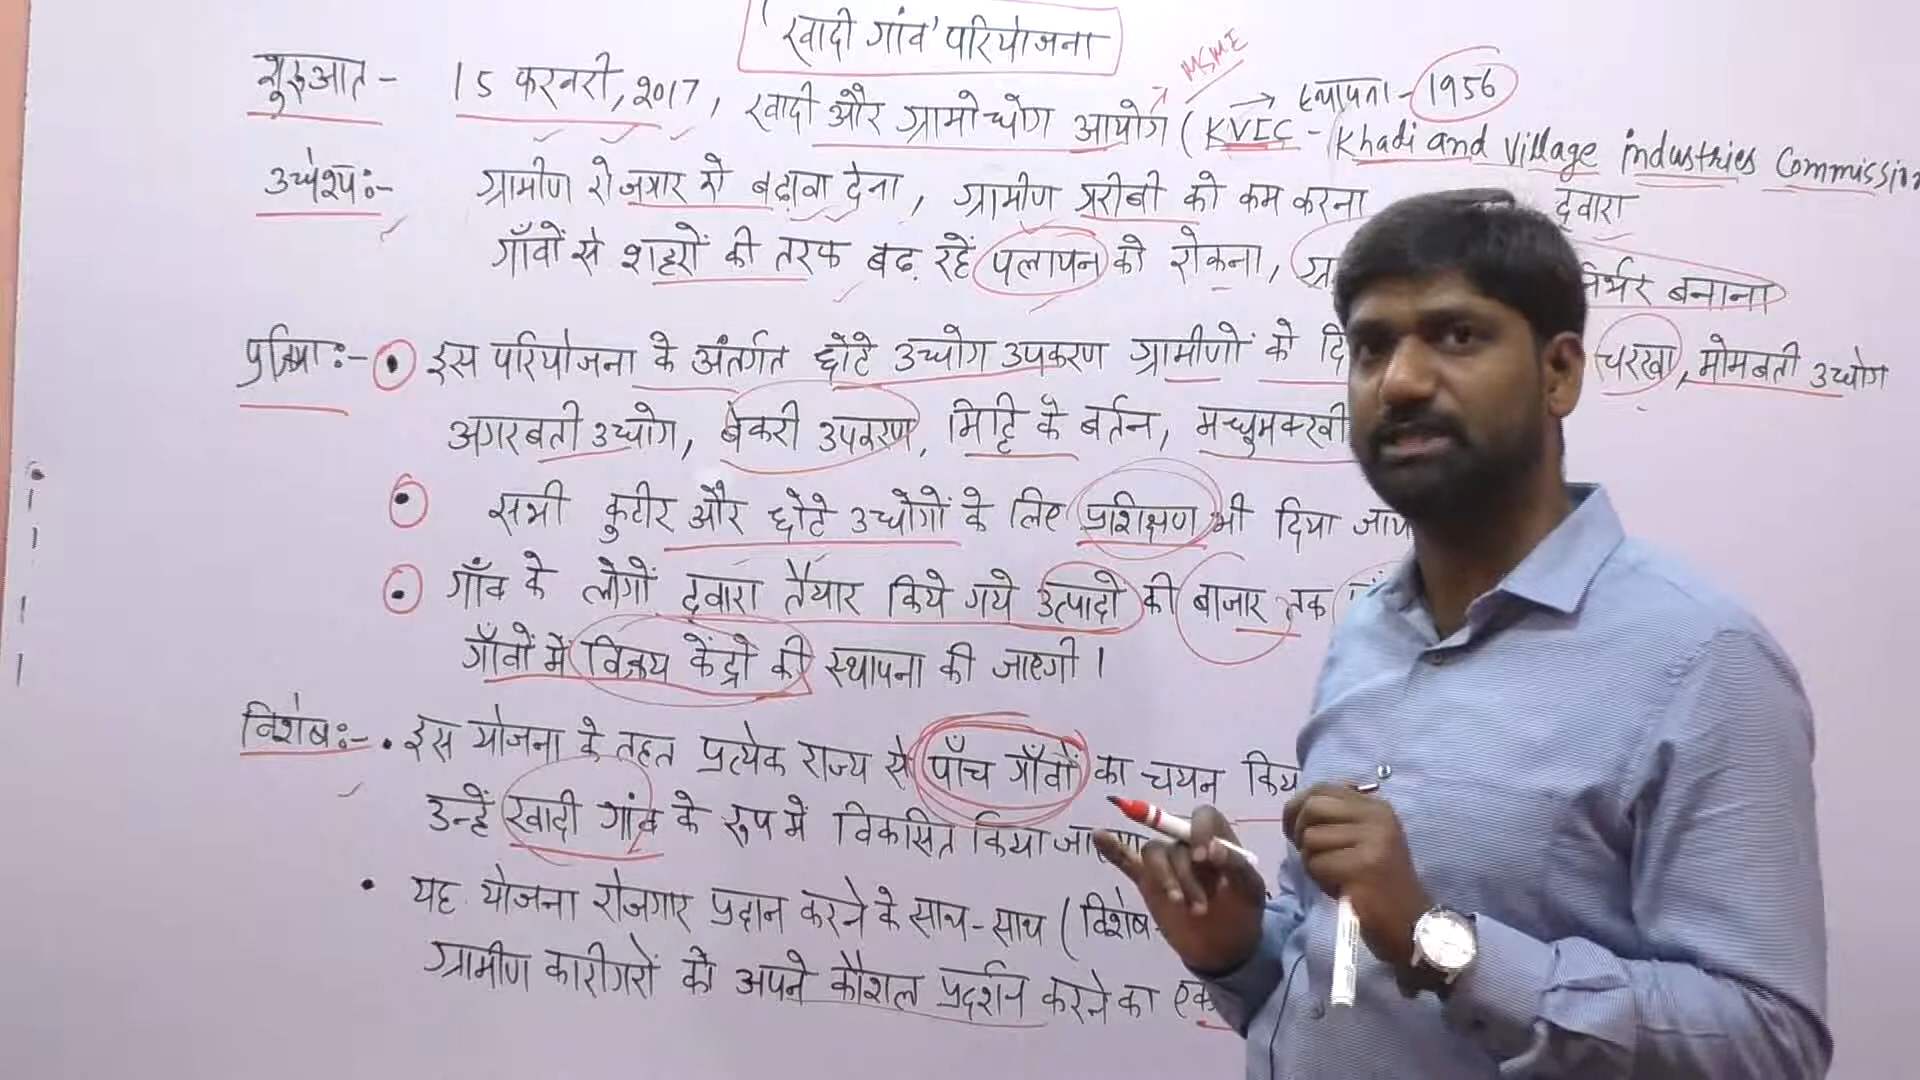 'खादी गांव' परियोजना
MSME
शुरुआत - 15 फरवरी, 2017, खादी और ग्रामोद्योग आयोग (KVIC - स्थापना - 1956
Khadi and Village industries Commission
द्वारा
उद्देश्य :- ग्रामीण रोजगार को बढ़ावा देना, ग्रामीण गरीबी को कम करना
गाँवों से शहरों की तरफ बढ़ रहें पलायन को रोकना, निर्भर बनाना
प्रक्रिया :- • इस परियोजना के अंतर्गत छोटे उद्योग उपकरण ग्रामीणों को चरखा, मोमबती उद्योग
अगरबती उद्योग, बेकरी उपकरण, मिट्टि के बर्तन, मधुमक्खी
• सभी कुटीर और छोटे उद्योगों के लिए प्रशिक्षण भी दिया
• गाँव के लोगों द्वारा तैयार किये गये उत्पादो की बाजार तक
गाँवों में विक्रय केंद्रो की स्थापना की जाएगी।
विशेष :- • इस योजना के तहत प्रत्येक राज्य से पाँच गाँवों का चयन
उन्हें खादी गांव के रूप में विकसित किया
• यह योजना रोजगार प्रदान करने के साथ-साथ (विशेष
ग्रामीण कारीगरों को अपने कौशल प्रदर्शन करने का एक